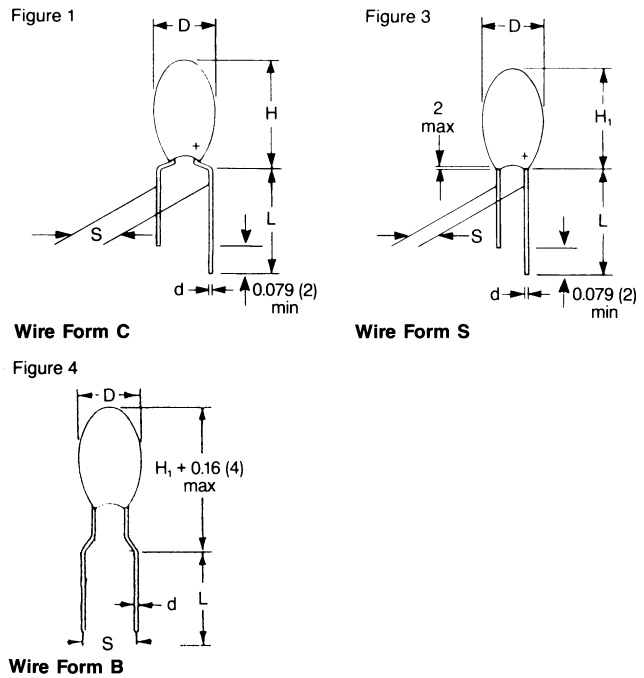 Figure 1
D
H
+
L
S
d
0.079 (2)
min
Wire Form C
Figure 3
D
2
max
H₁
+
L
S
d
0.079 (2)
min
Wire Form S
Figure 4
D
H₁ + 0.16 (4)
max
d
L
S
Wire Form B